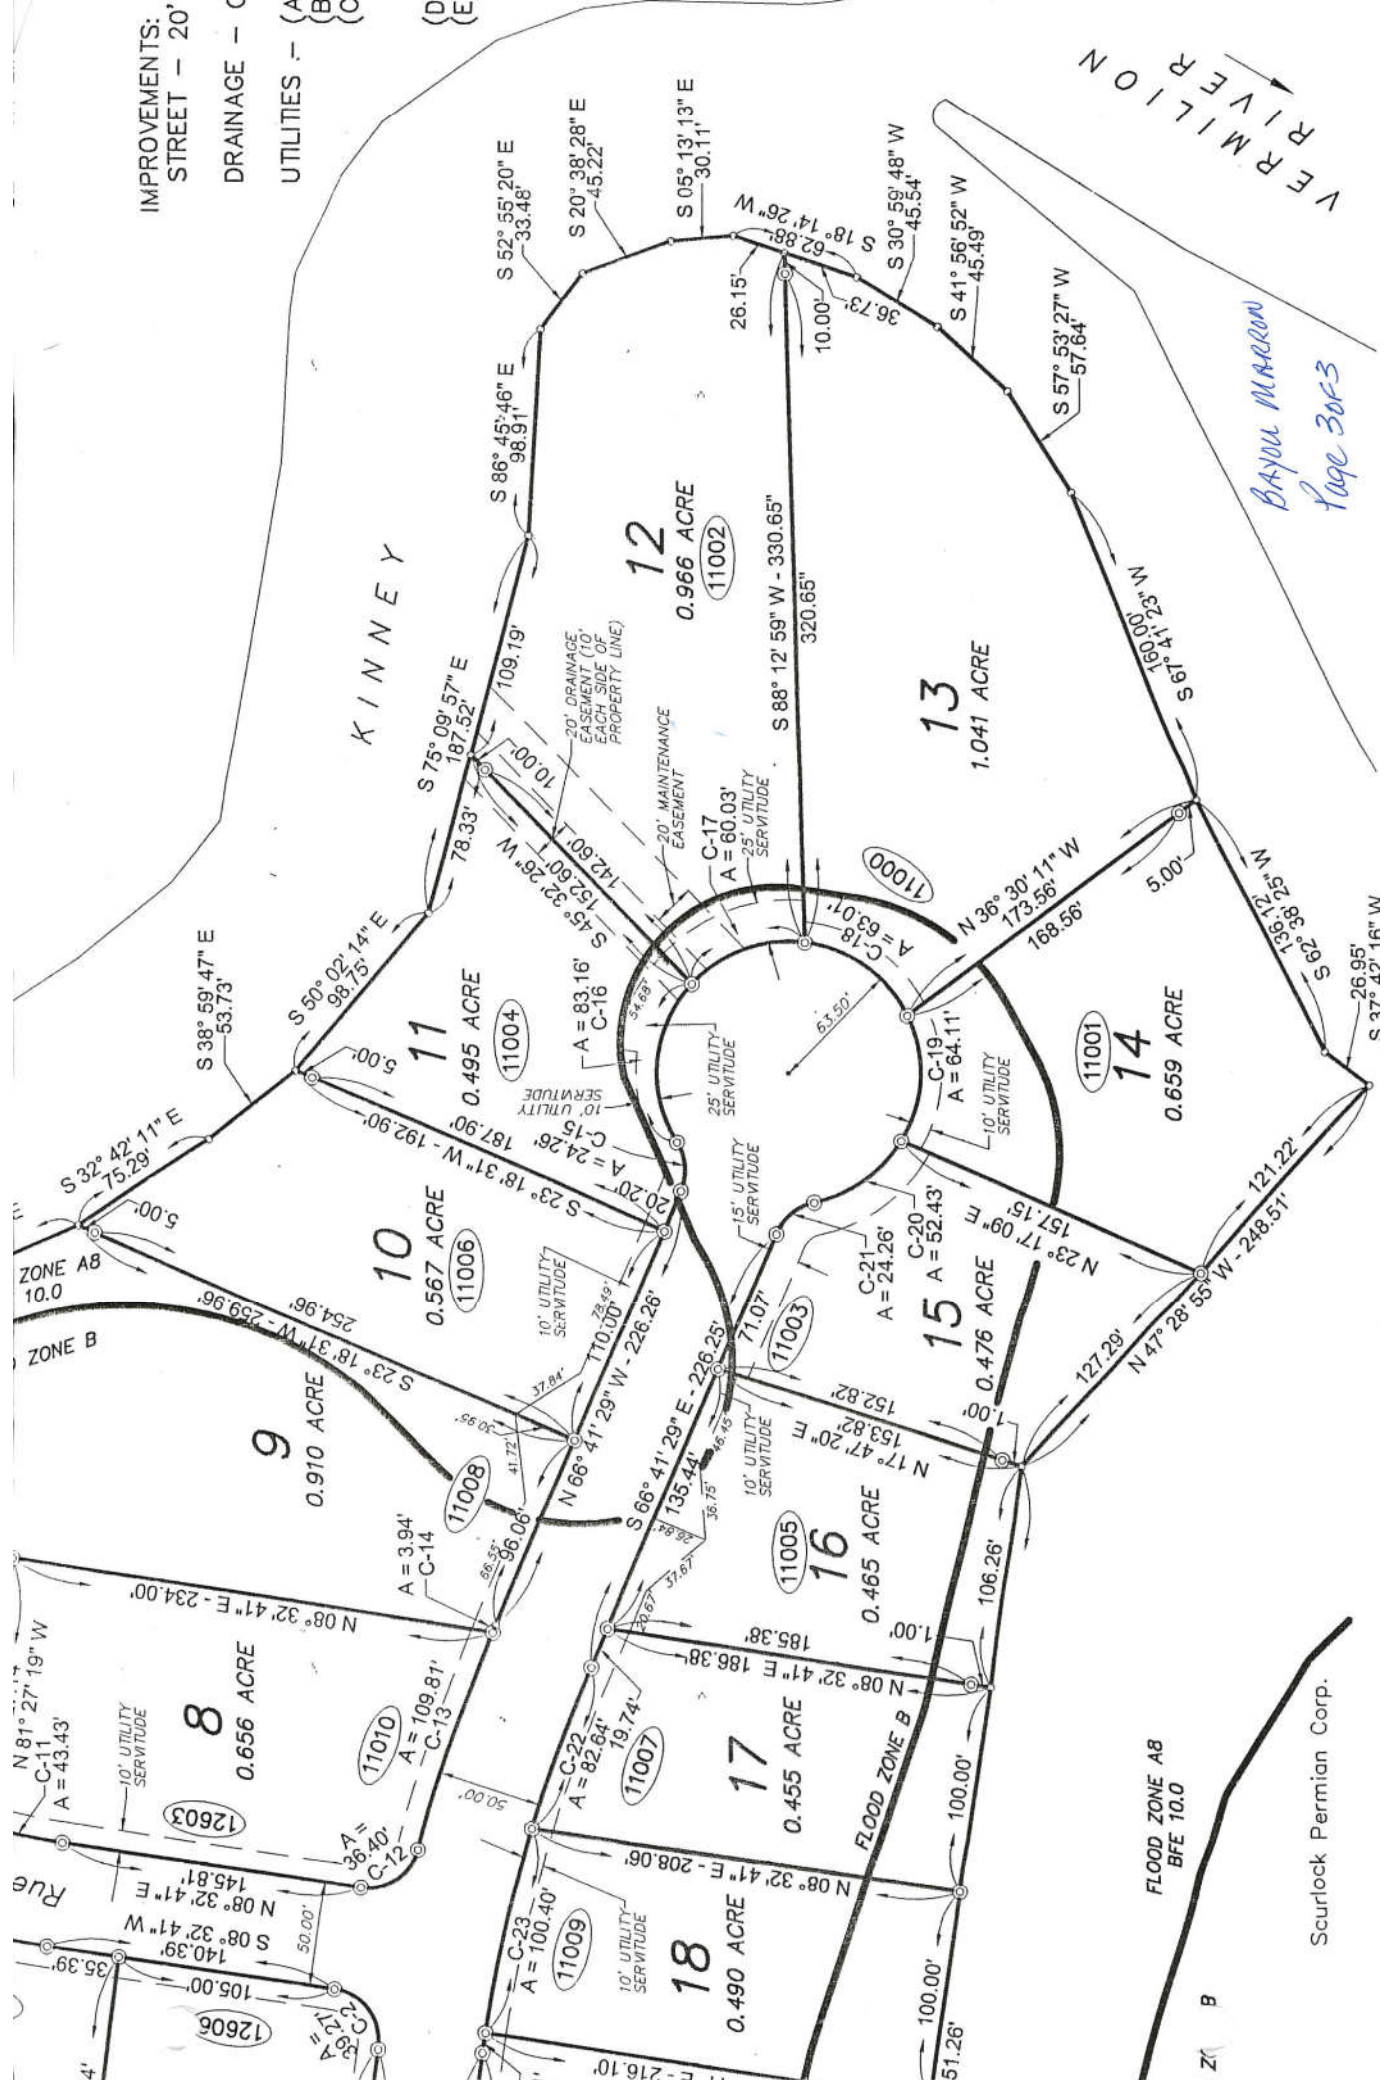 IMPROVEMENTS:
STREET - 20'
DRAINAGE -
UTILITIES :-
VERMILION
RIVER
KINNEY
S 52° 55' 20" E
33.48'
S 20° 38' 28" E
45.22'
S 05° 13' 13" E
30.11'
S 18° 14' 26" W
62.88'
26.15'
10.00'
36.73'
S 30° 59' 48" W
45.54'
S 41° 56' 52" W
45.49'
S 57° 53' 27" W
57.64'
S 67° 41' 23" W
160.00'
S 86° 45' 46" E
98.91'
12
0.966 ACRE
11002
S 88° 12' 59" W - 330.65"
320.65"
13
1.041 ACRE
11000
BAYOU MARRON
Page 3 OF 3
S 75° 09' 57" E
187.52'
109.19'
78.33'
10.00'
20' DRAINAGE
EASEMENT (10'
EACH SIDE OF
PROPERTY LINE)
S 45° 32' 26" W
152.60'
142.60'
20' MAINTENANCE
EASEMENT
C-17
A = 60.03'
25' UTILITY
SERVITUDE
C-18
A = 63.01'
N 36° 30' 11" W
173.56'
168.56'
5.00'
S 62° 38' 25" W
136.12'
26.95'
S 37° 42' 16" W
S 38° 59' 47" E
53.73'
S 50° 02' 14" E
98.75'
11
0.495 ACRE
11004
5.00'
A = 83.16'
C-16
54.68'
10' UTILITY
SERVITUDE
C-15
A = 24.26'
25' UTILITY
SERVITUDE
63.50'
C-19
A = 64.11'
10' UTILITY
SERVITUDE
11001
14
0.659 ACRE
S 32° 42' 11" E
75.29'
5.00'
S 23° 18' 31" W - 192.90'
187.90'
20.20'
10
0.567 ACRE
11006
10' UTILITY
SERVITUDE
15' UTILITY
SERVITUDE
C-21
A = 24.26'
C-20
A = 52.43'
N 23° 17' 09" E
157.15'
121.22'
N 47° 28' 55" W - 248.51'
127.29'
E
ZONE A8
10.0
ZONE B
S 23° 18' 31" W - 259.96'
254.96'
78.49'
110.00'
N 66° 41' 29" W - 226.26'
37.84'
30.95'
41.72'
71.07'
11003
15
0.476 ACRE
9
0.910 ACRE
11008
S 66° 41' 29" E - 226.25'
135.44'
46.45'
36.75'
26.84'
37.67'
20.67'
10' UTILITY
SERVITUDE
N 17° 47' 20" E
153.82'
152.82'
1.00'
96.06'
66.55'
A = 3.94'
C-14
N 08° 32' 41" E - 234.00'
11005
16
0.465 ACRE
106.26'
1.00'
N 08° 32' 41" E 186.38'
185.38'
N 81° 27' 19" W
C-11
A = 43.43'
10' UTILITY
SERVITUDE
8
0.656 ACRE
12603
11010
A = 109.81'
C-13
50.00'
C-22
A = 82.64'
19.74'
11007
17
0.455 ACRE
FLOOD ZONE B
100.00'
Rue
N 08° 32' 41" E
145.81'
A =
36.40'
C-12
S 08° 32' 41" W
140.39'
50.00'
35.39'
105.00'
12606
A =
39.27'
C-2
C-23
A = 100.40'
11009
10' UTILITY
SERVITUDE
N 08° 32' 41" E - 208.06'
18
0.490 ACRE
100.00'
E - 216.10'
51.26'
4'
FLOOD ZONE A8
BFE 10.0
Scurlock Permian Corp.
B